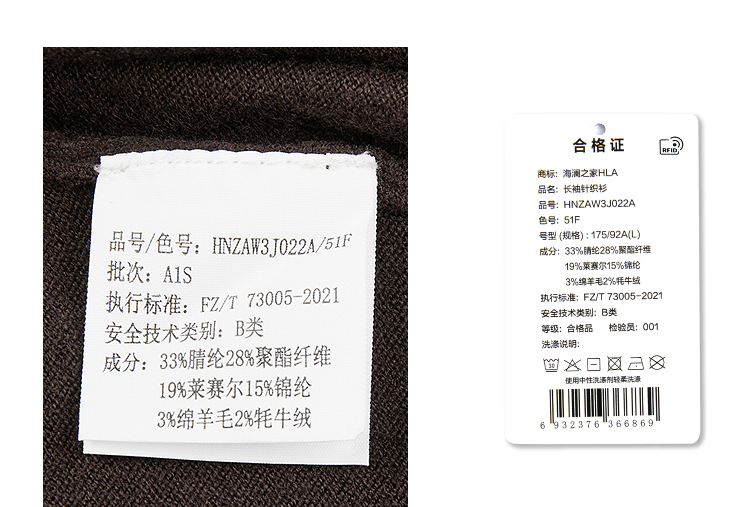 品号/色号: HNZAW3J022A/51F
批次: A1S
执行标准: FZ/T 73005-2021
安全技术类别: B类
成分: 33%腈纶28%聚酯纤维
19%莱赛尔15%锦纶
3%绵羊毛2%牦牛绒
合格证
RFID
商标: 海澜之家HLA
品名: 长袖针织衫
品号: HNZAW3J022A
色号: 51F
号型 (规格) : 175/92A(L)
成分: 33%腈纶28%聚酯纤维
19%莱赛尔15%锦纶
3%绵羊毛2%牦牛绒
执行标准: FZ/T 73005-2021
安全技术类别: B类
等级: 合格品 检验员: 001
洗涤说明:
30
使用中性洗涤剂轻柔洗涤
6 932376 366869